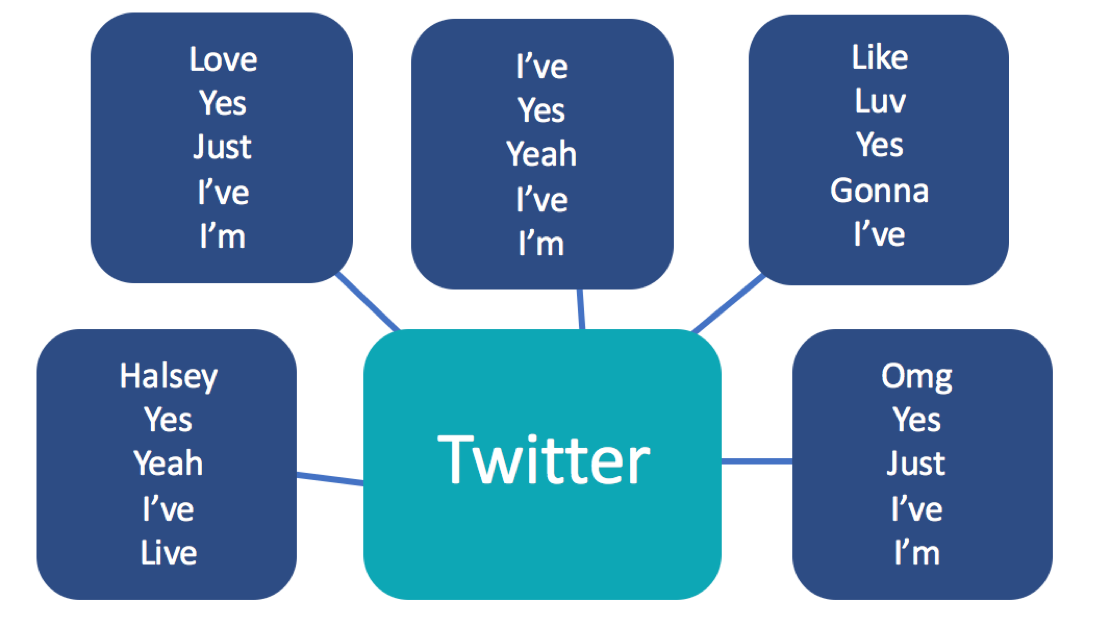 Love
Yes
Just
I've
I'm
I've
Yes
Yeah
I've
I'm
Like
Luv
Yes
Gonna
I've
Halsey
Yes
Yeah
I've
Live
Twitter
Omg
Yes
Just
I've
I'm